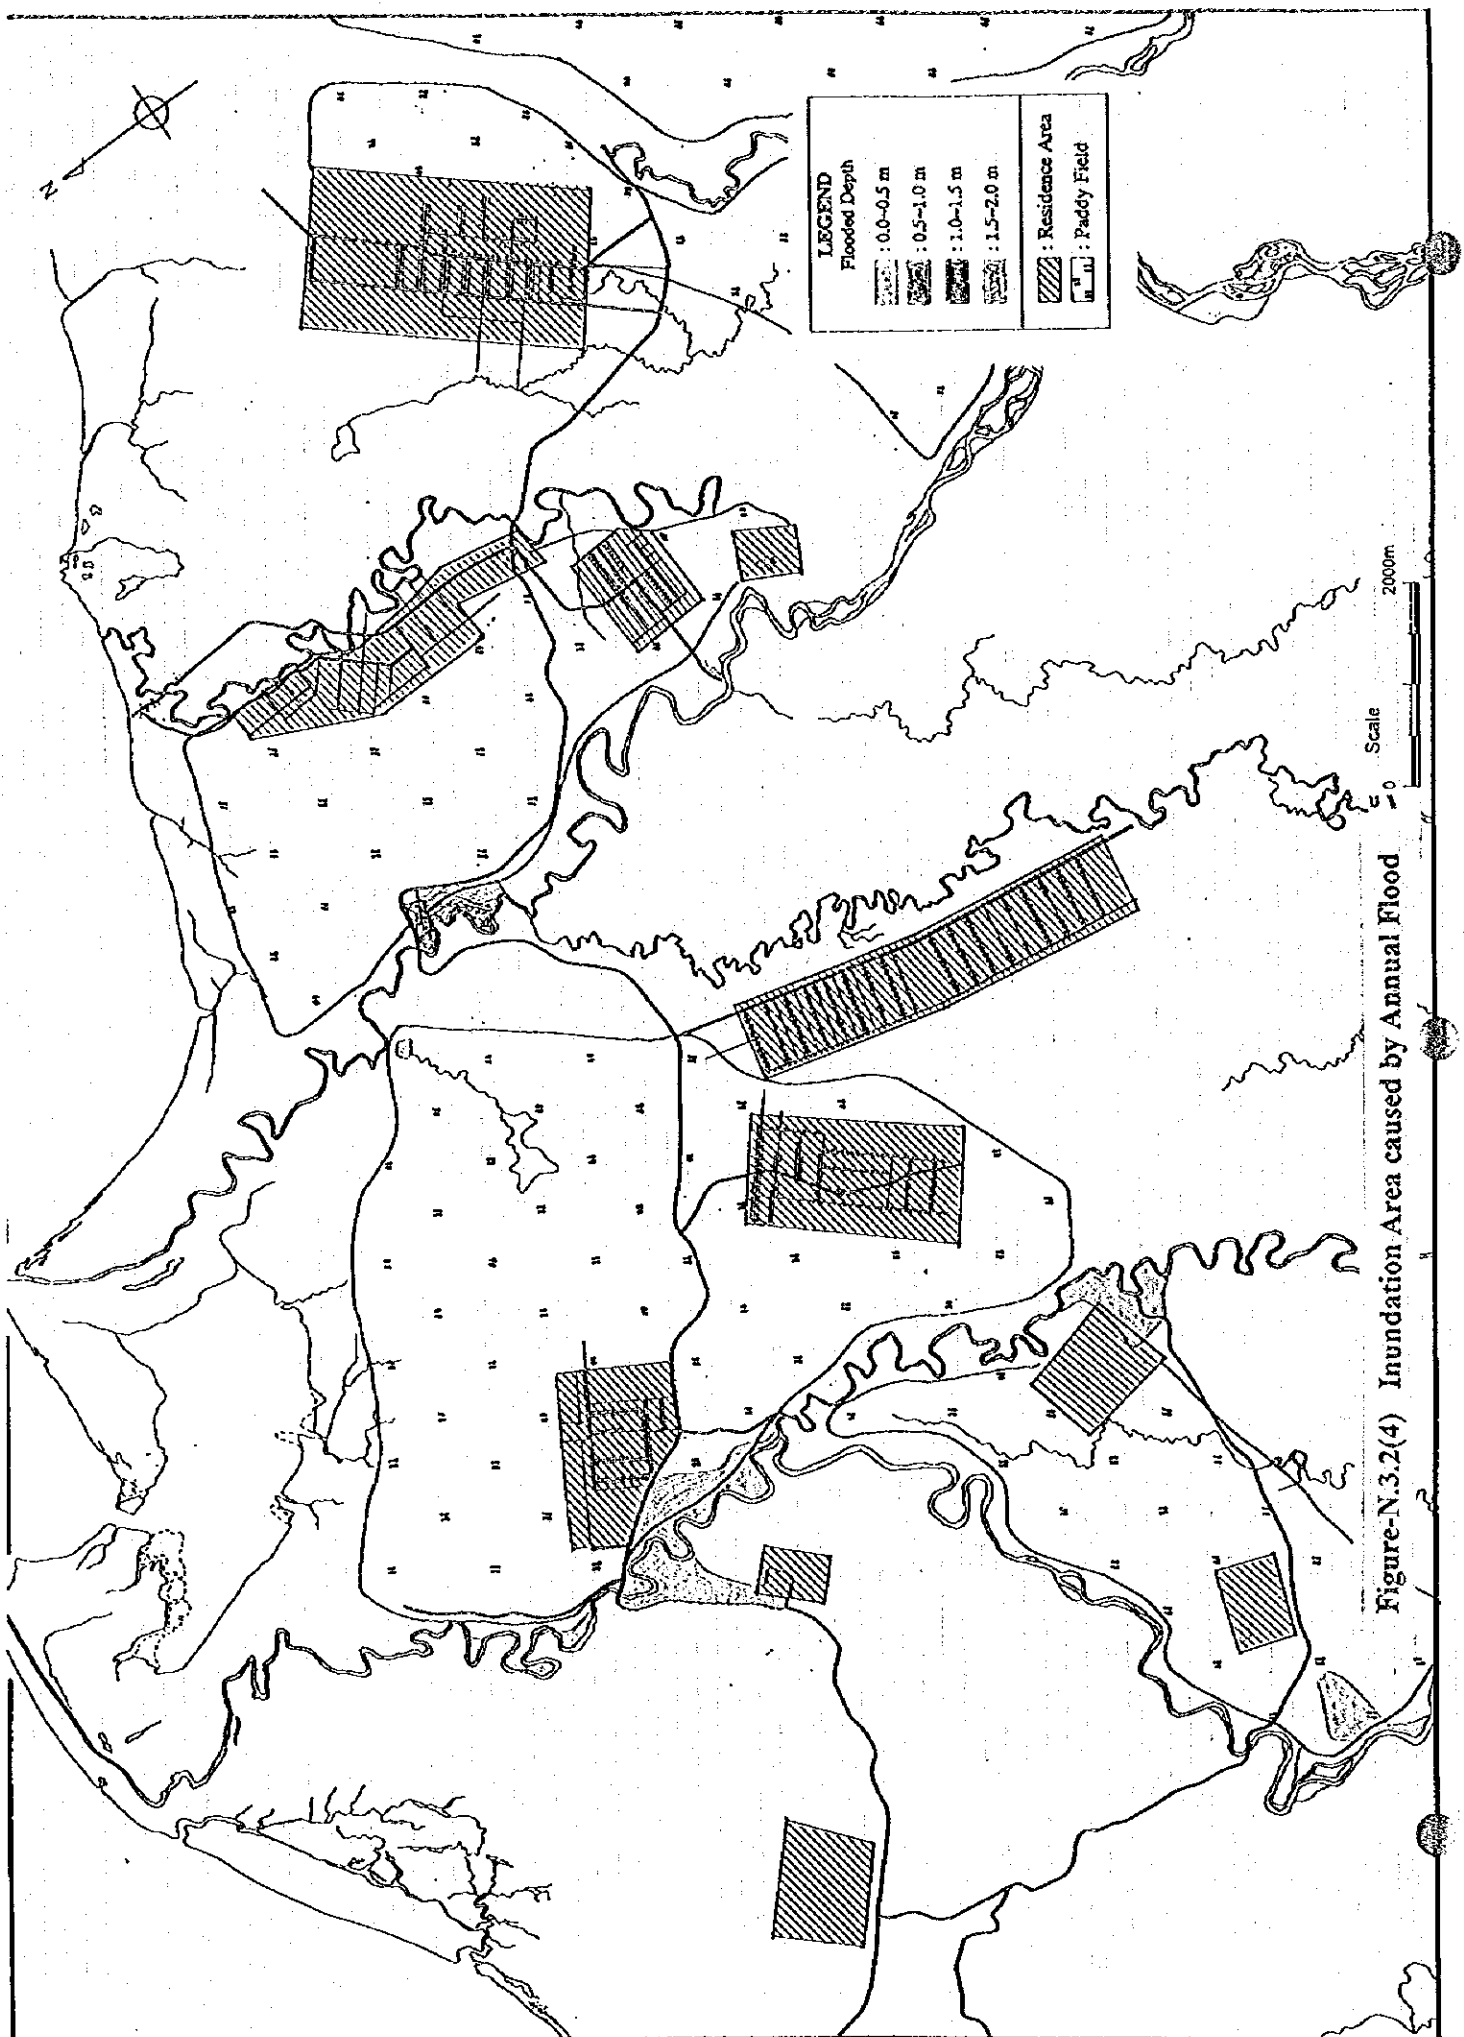 N
LEGEND
Flooded Depth
: 0.0~0.5 m
: 0.5~1.0 m
: 1.0~1.5 m
: 1.5~2.0 m
: Residence Area
: Paddy Field
Scale
0 2000m
Figure-N.3.2(4) Inundation Area caused by Annual Flood